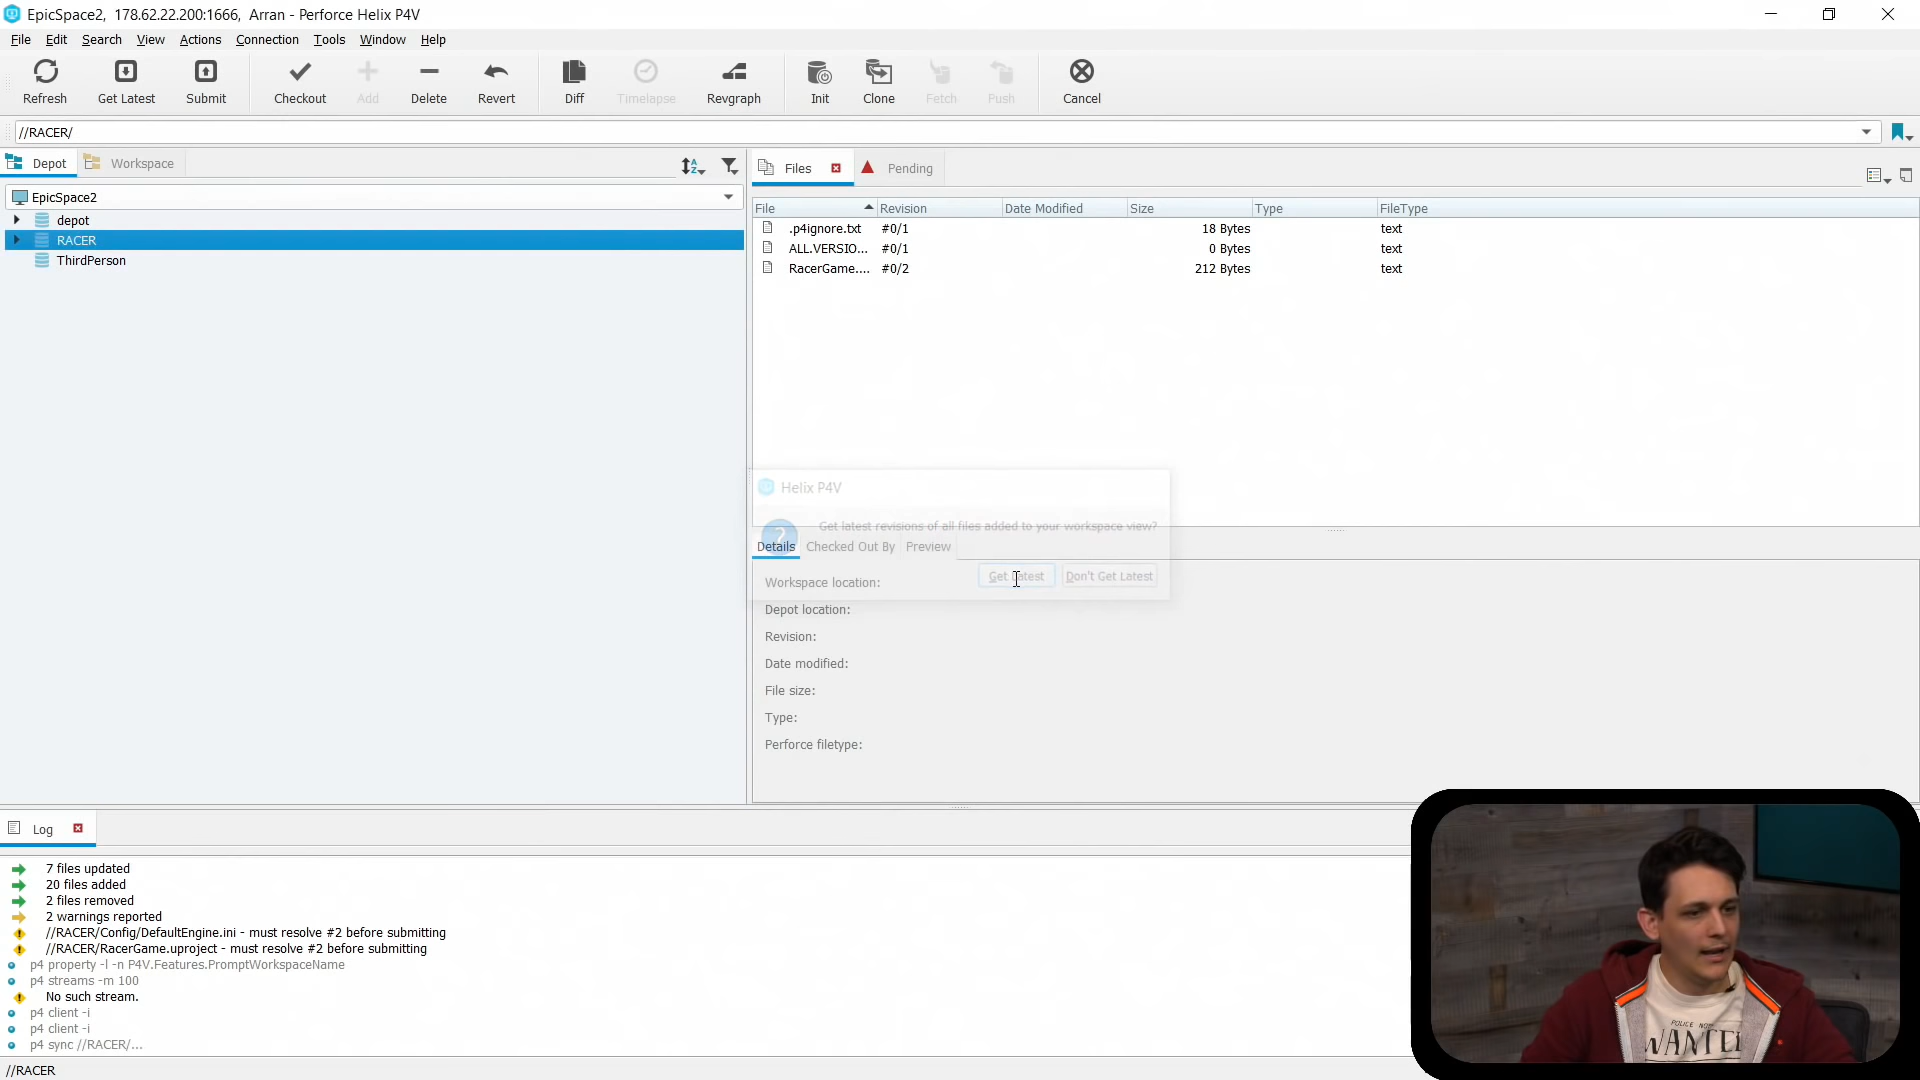 EpicSpace2, 178.62.22.200:1666, Arran - Perforce Helix P4V
File Edit Search View Actions Connection Tools Window Help
Refresh Get Latest Submit Checkout Add Delete Revert Diff Timelapse Revgraph Init Clone Fetch Push Cancel
//RACER/
Depot Workspace
EpicSpace2
depot
RACER
ThirdPerson
Files Pending
File Revision Date Modified Size Type FileType
.p4ignore.txt #0/1 18 Bytes text
ALL.VERSIO... #0/1 0 Bytes text
RacerGame.... #0/2 212 Bytes text
Helix P4V
Get latest revisions of all files added to your workspace view?
Get Latest Don't Get Latest
Details Checked Out By Preview
Workspace location:
Depot location:
Revision:
Date modified:
File size:
Type:
Perforce filetype:
Log
7 files updated
20 files added
2 files removed
2 warnings reported
//RACER/Config/DefaultEngine.ini - must resolve #2 before submitting
//RACER/RacerGame.uproject - must resolve #2 before submitting
p4 property -l -n P4V.Features.PromptWorkspaceName
p4 streams -m 100
No such stream.
p4 client -i
p4 client -i
p4 sync //RACER/...
//RACER
POLICE NO
WANTED